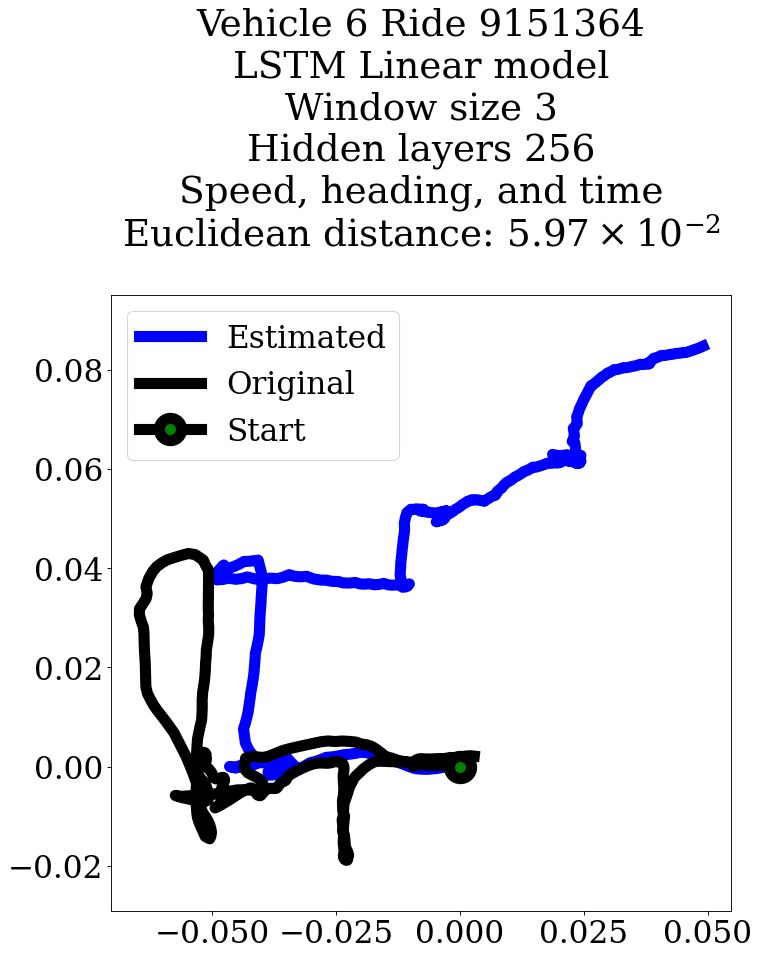 Vehicle 6 Ride 9151364
LSTM Linear model
Window size 3
Hidden layers 256
Speed, heading, and time
Euclidean distance: 5.97 × 10⁻²
Estimated
Original
Start
0.08
0.06
0.04
0.02
0.00
−0.02
−0.050 −0.025 0.000 0.025 0.050